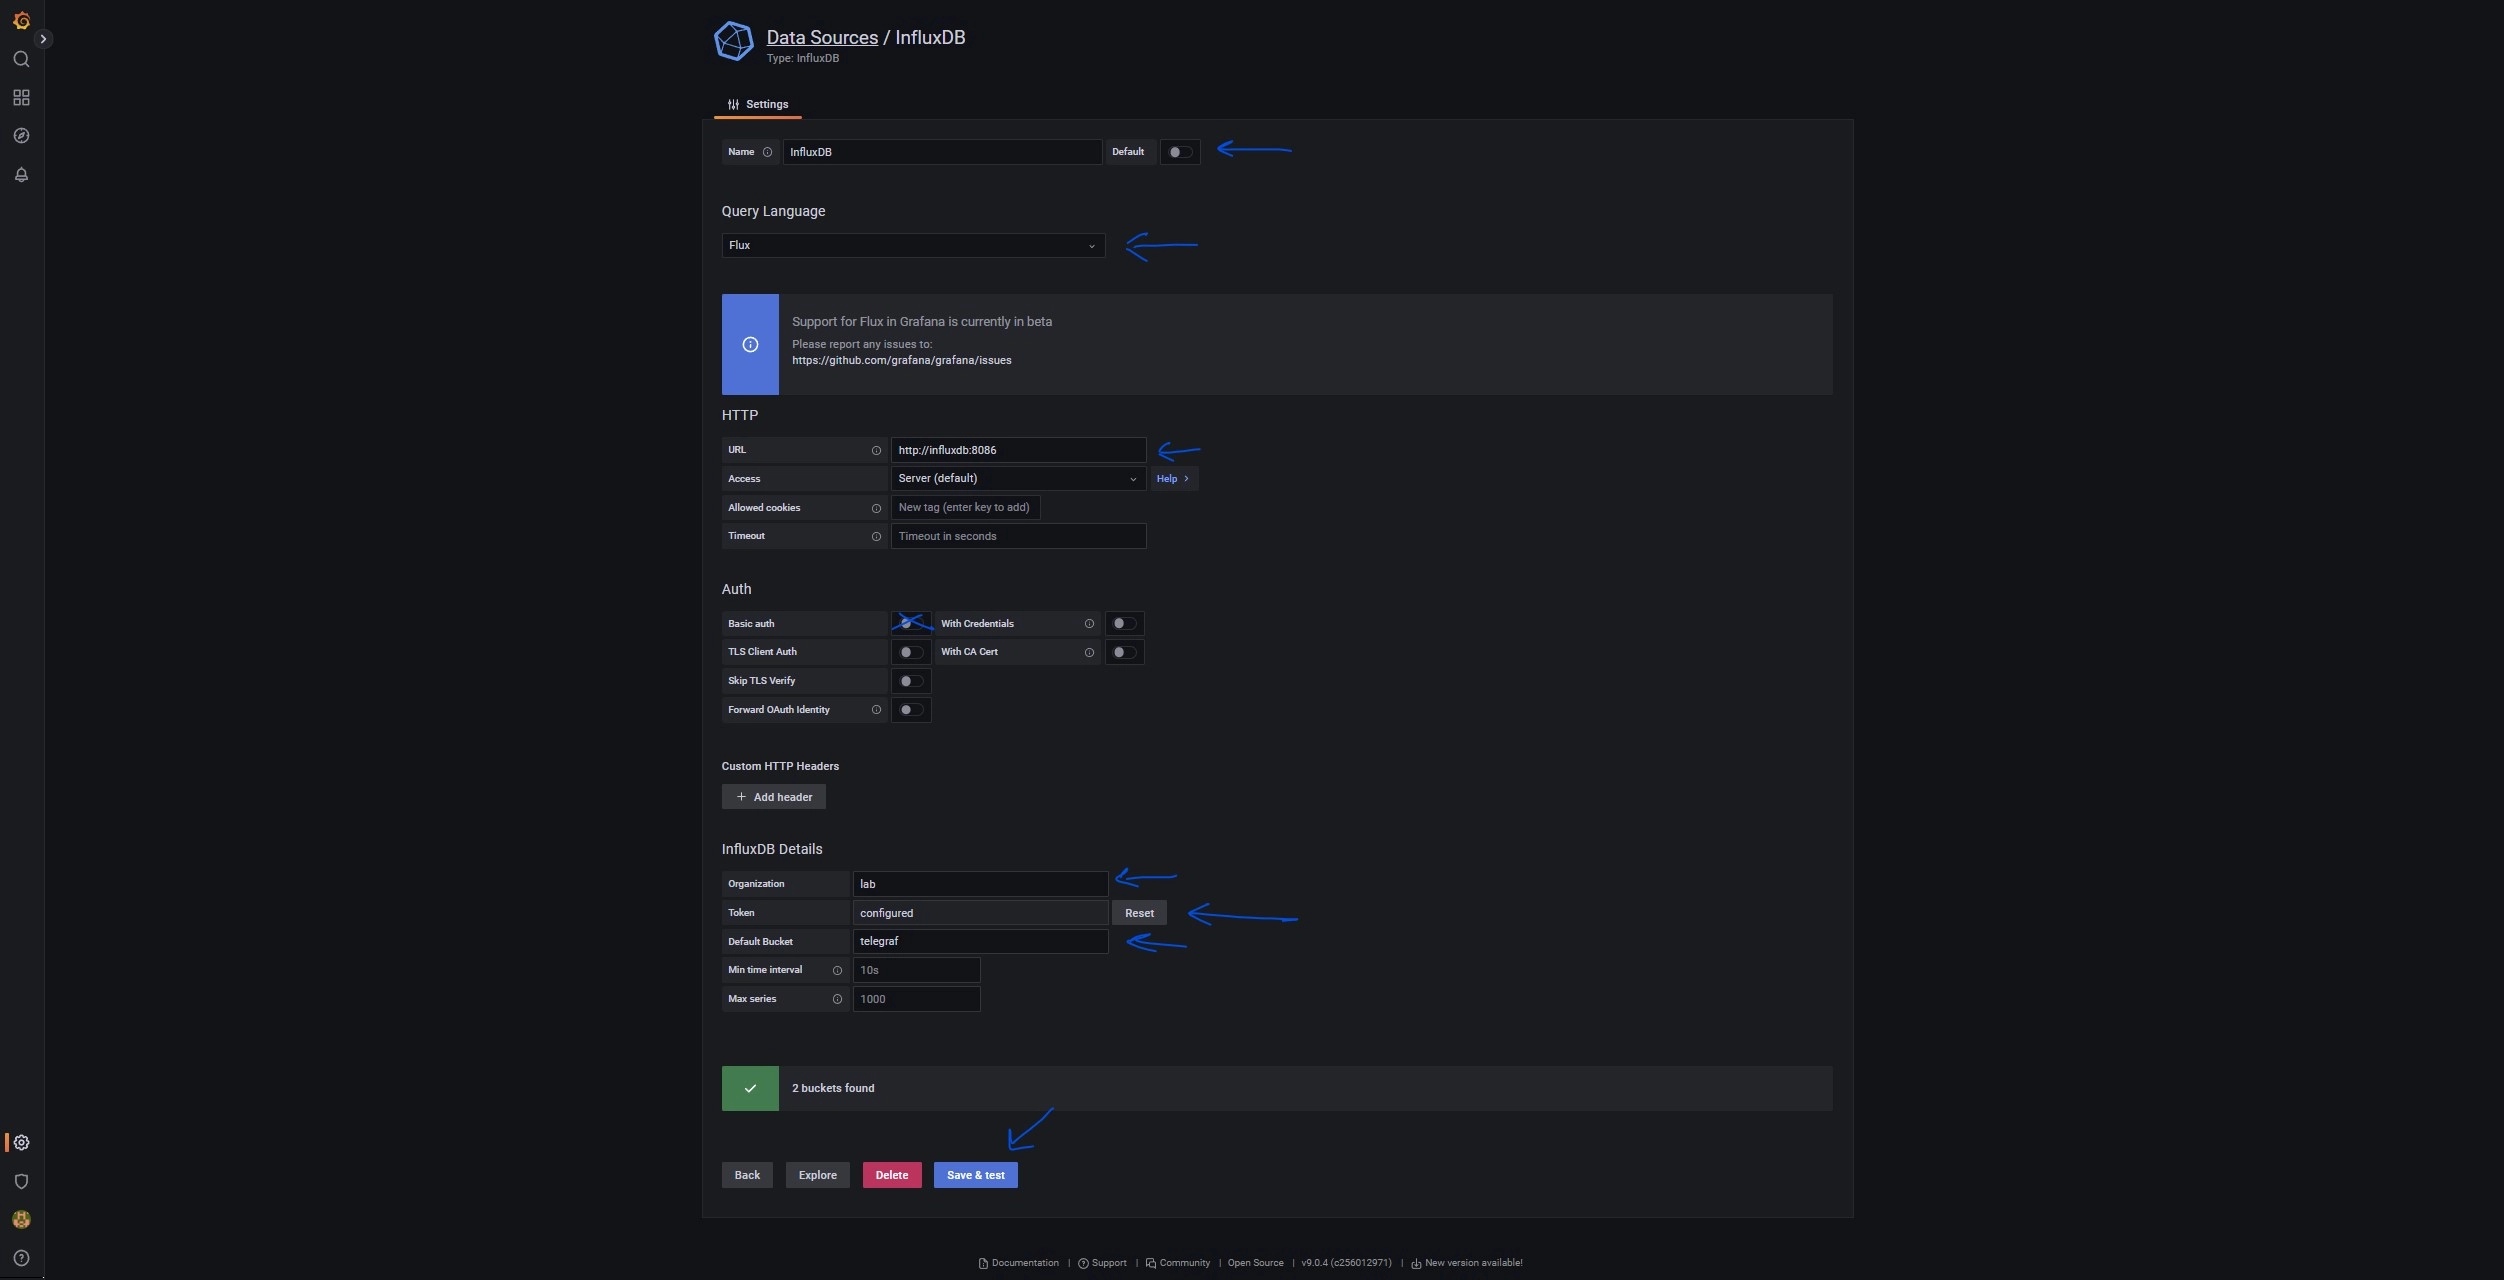 Data Sources / InfluxDB
Type: InfluxDB
Settings
Name InfluxDB Default
Query Language
Flux
Support for Flux in Grafana is currently in beta
Please report any issues to:
https://github.com/grafana/grafana/issues
HTTP
URL http://influxdb:8086
Access Server (default) Help
Allowed cookies New tag (enter key to add)
Timeout Timeout in seconds
Auth
Basic auth With Credentials
TLS Client Auth With CA Cert
Skip TLS Verify
Forward OAuth Identity
Custom HTTP Headers
+ Add header
InfluxDB Details
Organization lab
Token configured Reset
Default Bucket telegraf
Min time interval 10s
Max series 1000
2 buckets found
Back Explore Delete Save & test
Documentation | Support | Community | Open Source | v9.0.4 (c256012971) | New version available!